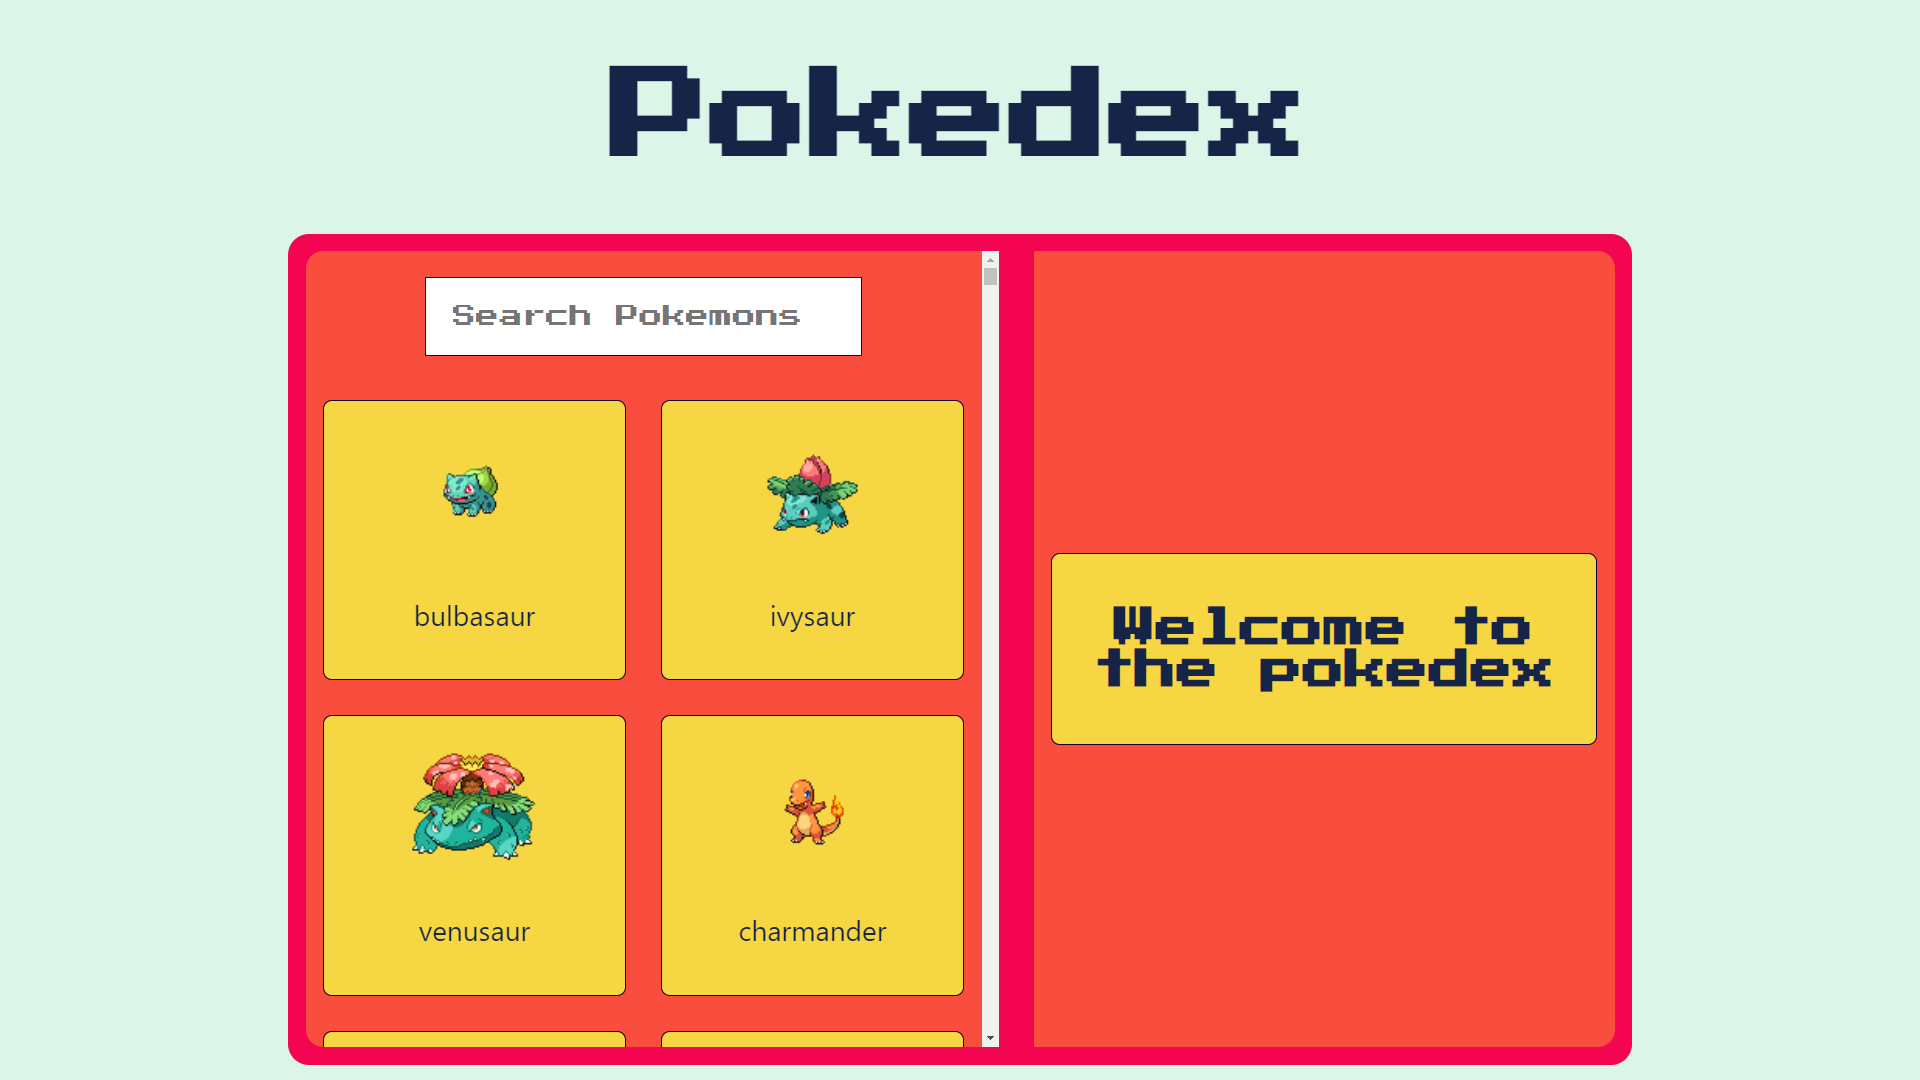 Pokedex
Search Pokemons
bulbasaur
ivysaur
venusaur
charmander
Welcome to
the pokedex